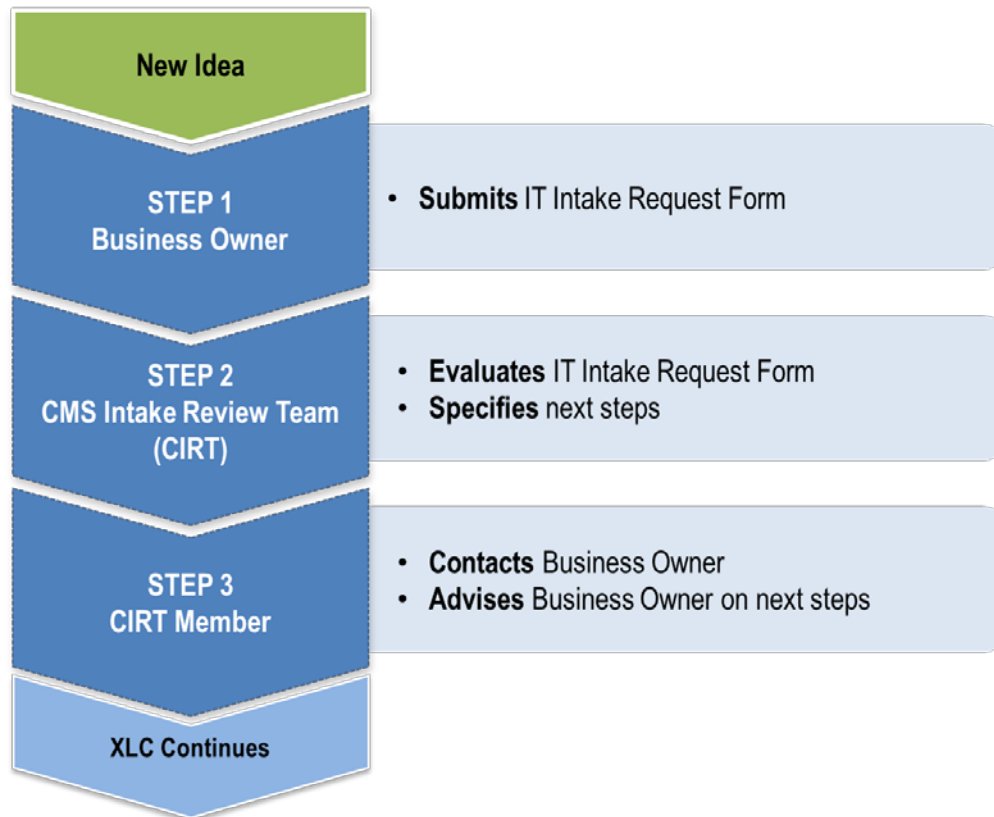 New Idea
STEP 1
Business Owner
• Submits IT Intake Request Form
STEP 2
CMS Intake Review Team
(CIRT)
• Evaluates IT Intake Request Form
• Specifies next steps
STEP 3
CIRT Member
• Contacts Business Owner
• Advises Business Owner on next steps
XLC Continues